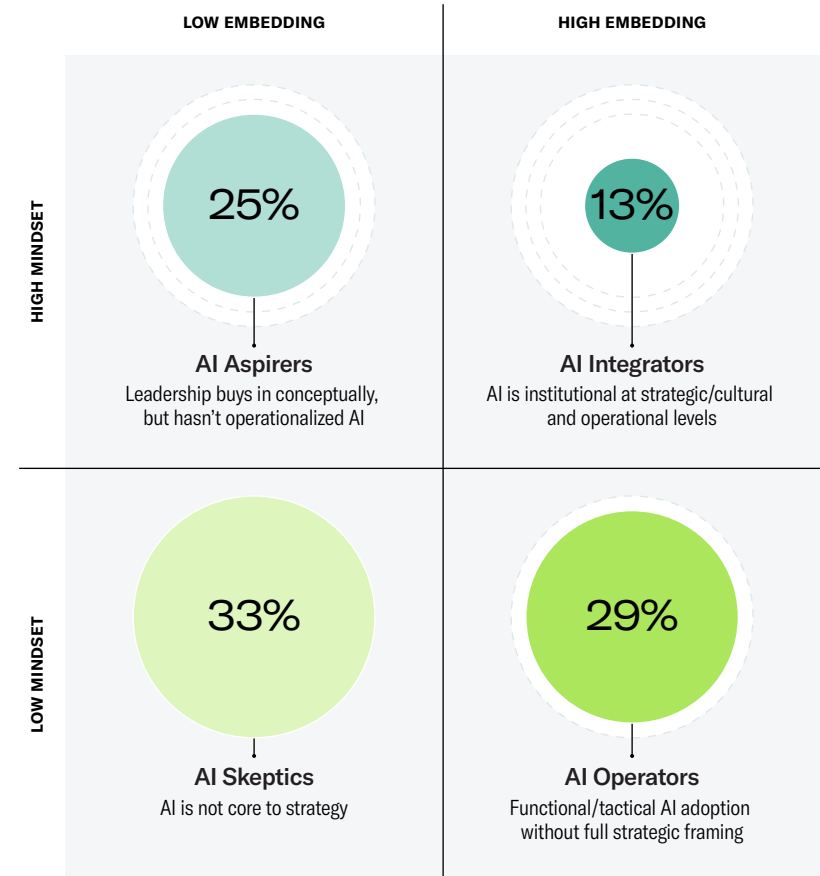 LOW EMBEDDING
HIGH EMBEDDING
HIGH MINDSET
25%
AI Aspirers
Leadership buys in conceptually,
but hasn’t operationalized AI
13%
AI Integrators
AI is institutional at strategic/cultural
and operational levels
LOW MINDSET
33%
AI Skeptics
AI is not core to strategy
29%
AI Operators
Functional/tactical AI adoption
without full strategic framing